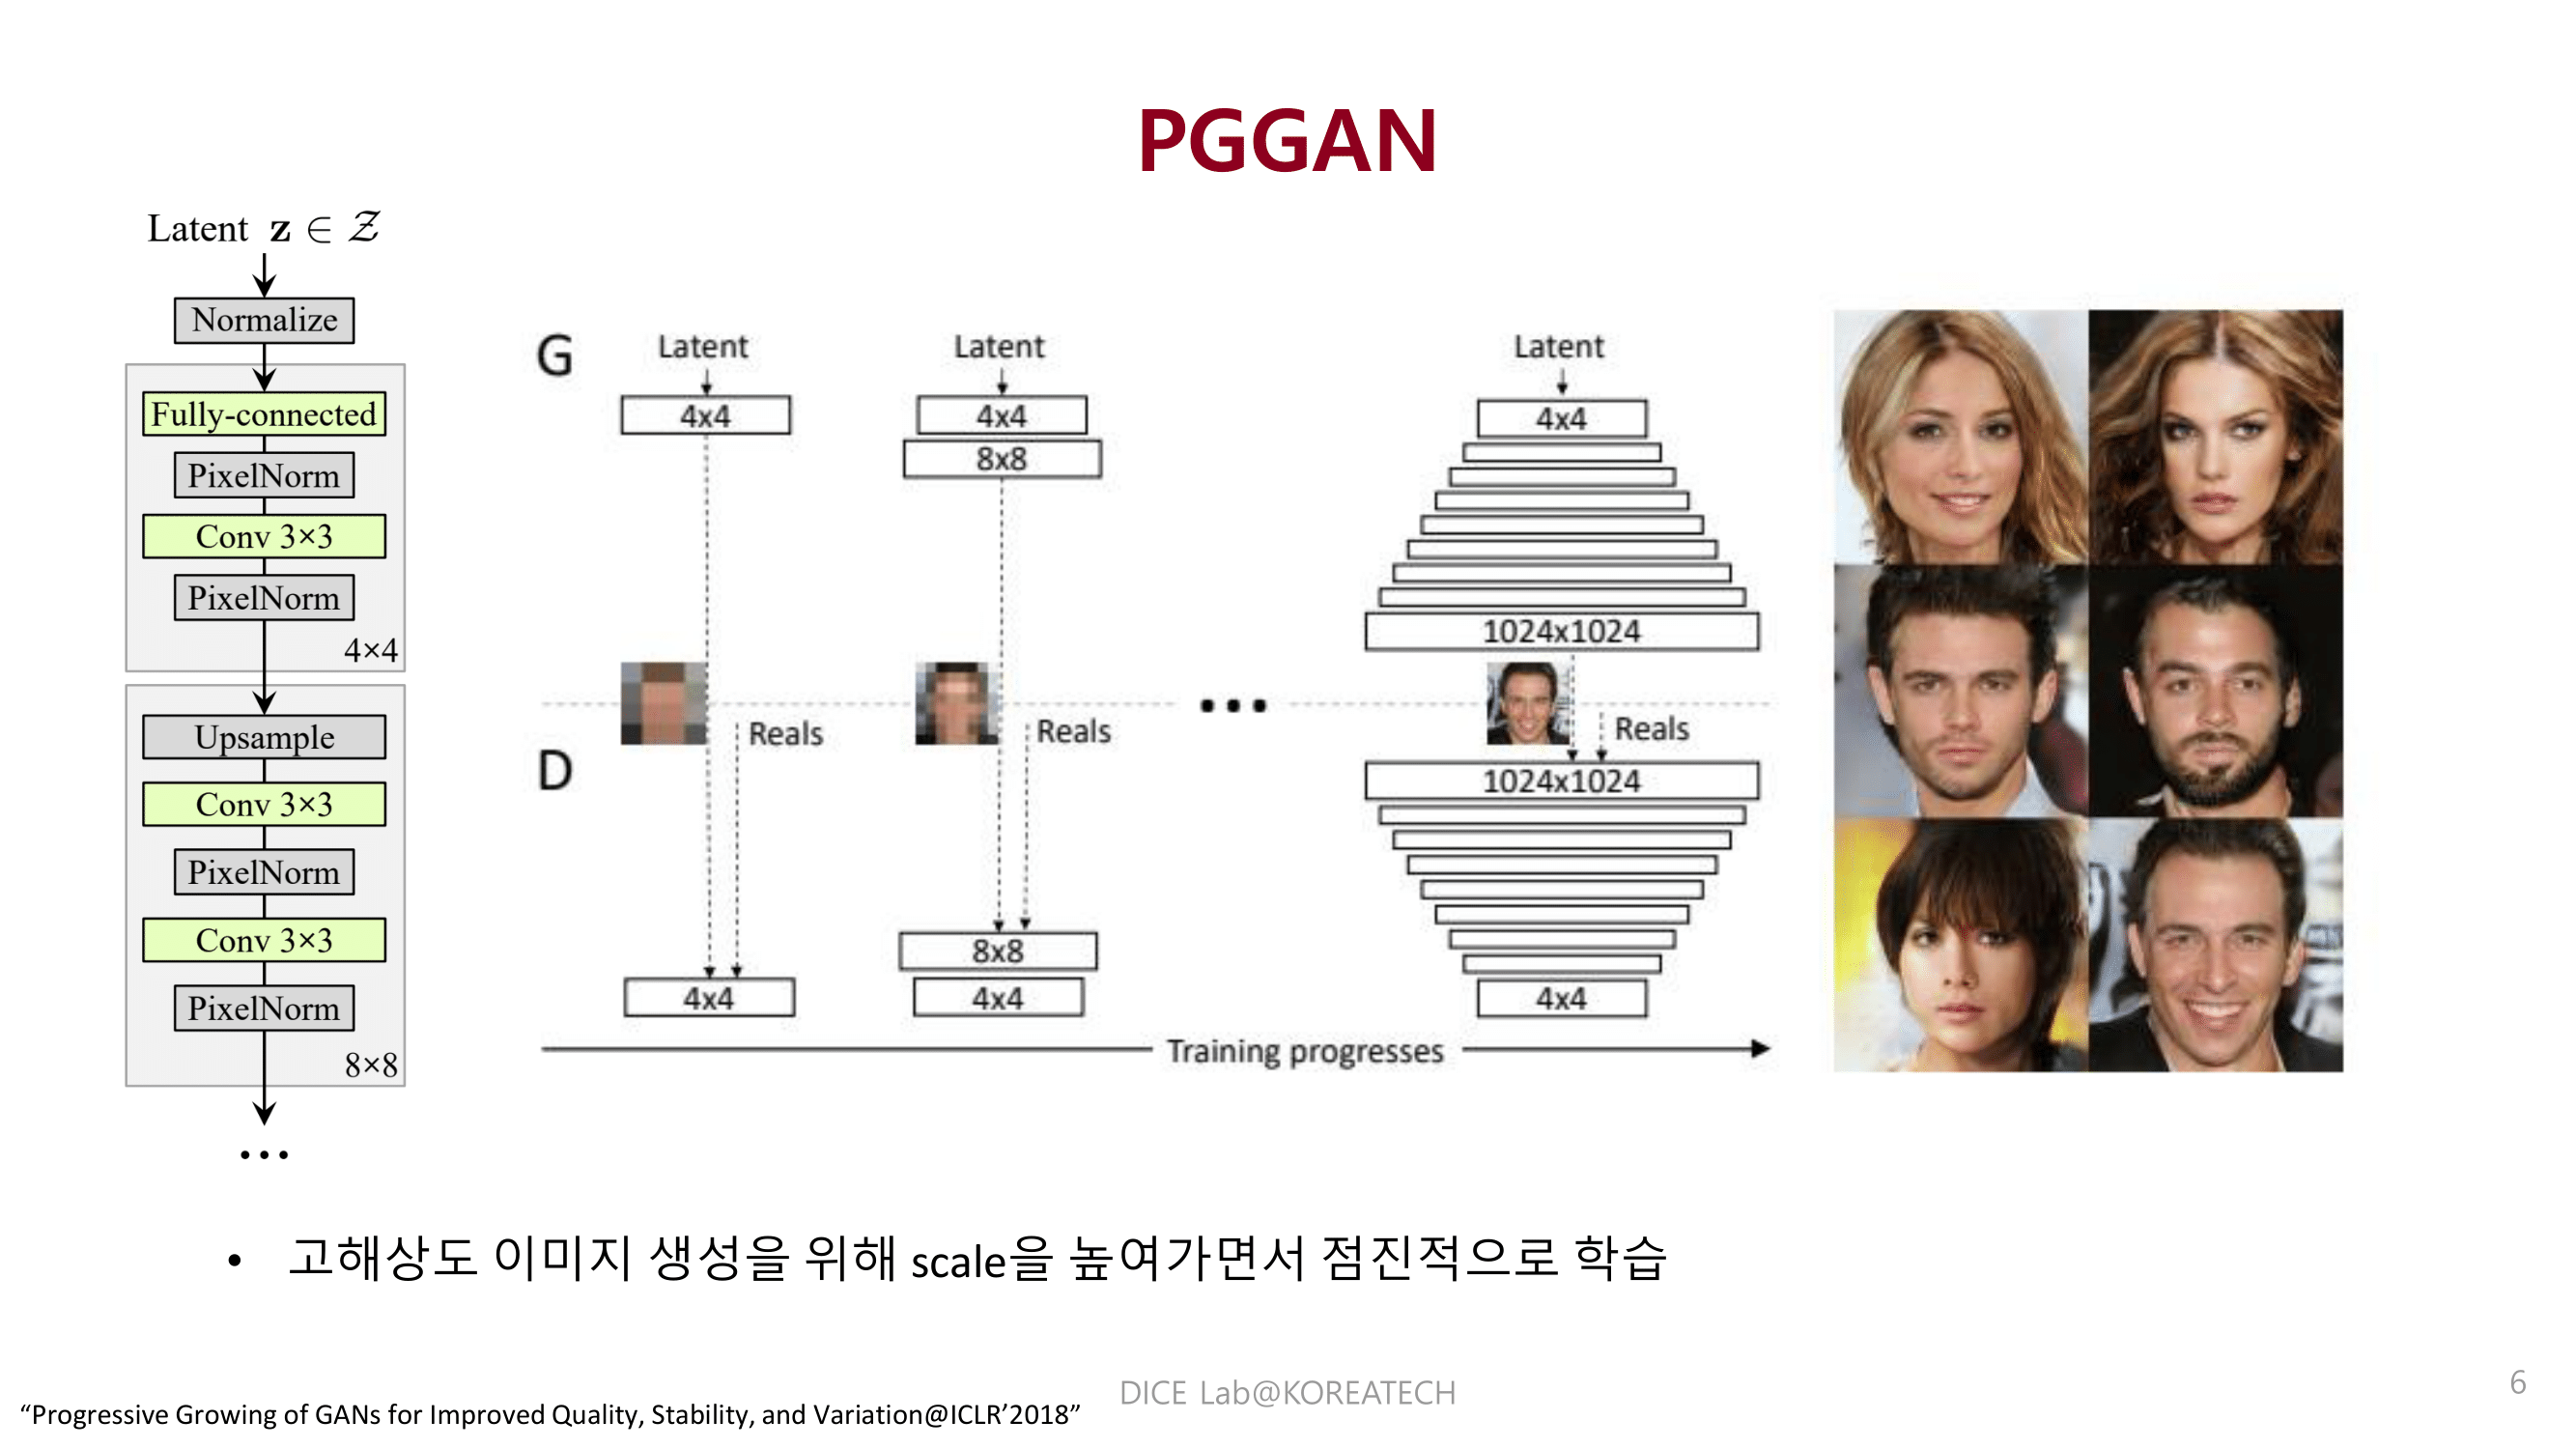 PGGAN
Latent z ∈ 𝒵
Normalize
Fully-connected
PixelNorm
Conv 3×3
PixelNorm
4×4
Upsample
Conv 3×3
PixelNorm
Conv 3×3
PixelNorm
8×8
...
G
Latent
4x4
Latent
4x4
8x8
Latent
4x4
1024x1024
Reals
Reals
...
Reals
D
4x4
8x8
4x4
1024x1024
4x4
Training progresses
• 고해상도 이미지 생성을 위해 scale을 높여가면서 점진적으로 학습
DICE Lab@KOREATECH
6
“Progressive Growing of GANs for Improved Quality, Stability, and Variation@ICLR’2018”